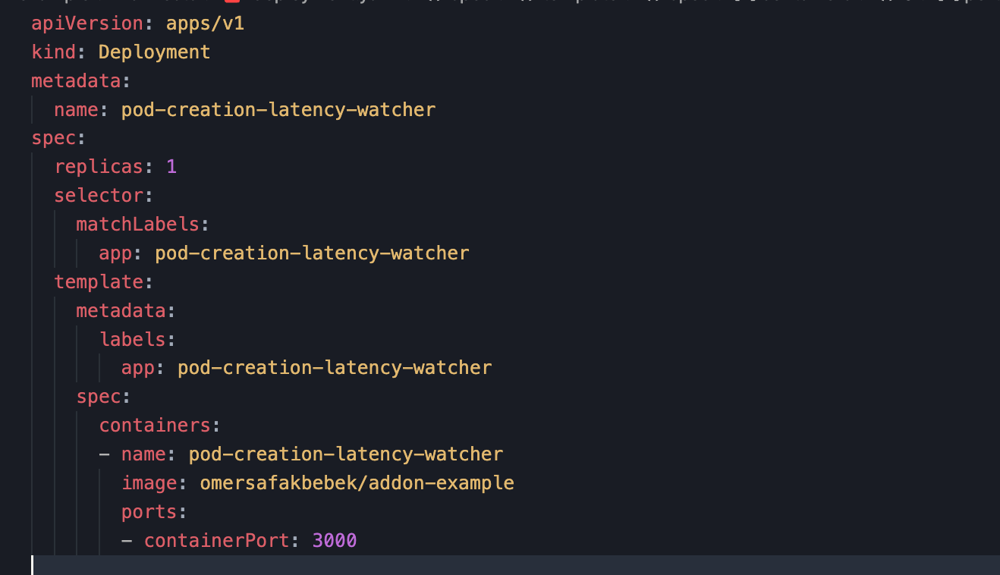 apiVersion: apps/v1
kind: Deployment
metadata:
  name: pod-creation-latency-watcher
spec:
  replicas: 1
  selector:
    matchLabels:
      app: pod-creation-latency-watcher
  template:
    metadata:
      labels:
        app: pod-creation-latency-watcher
    spec:
      containers:
      - name: pod-creation-latency-watcher
        image: omersafakbebek/addon-example
        ports:
        - containerPort: 3000